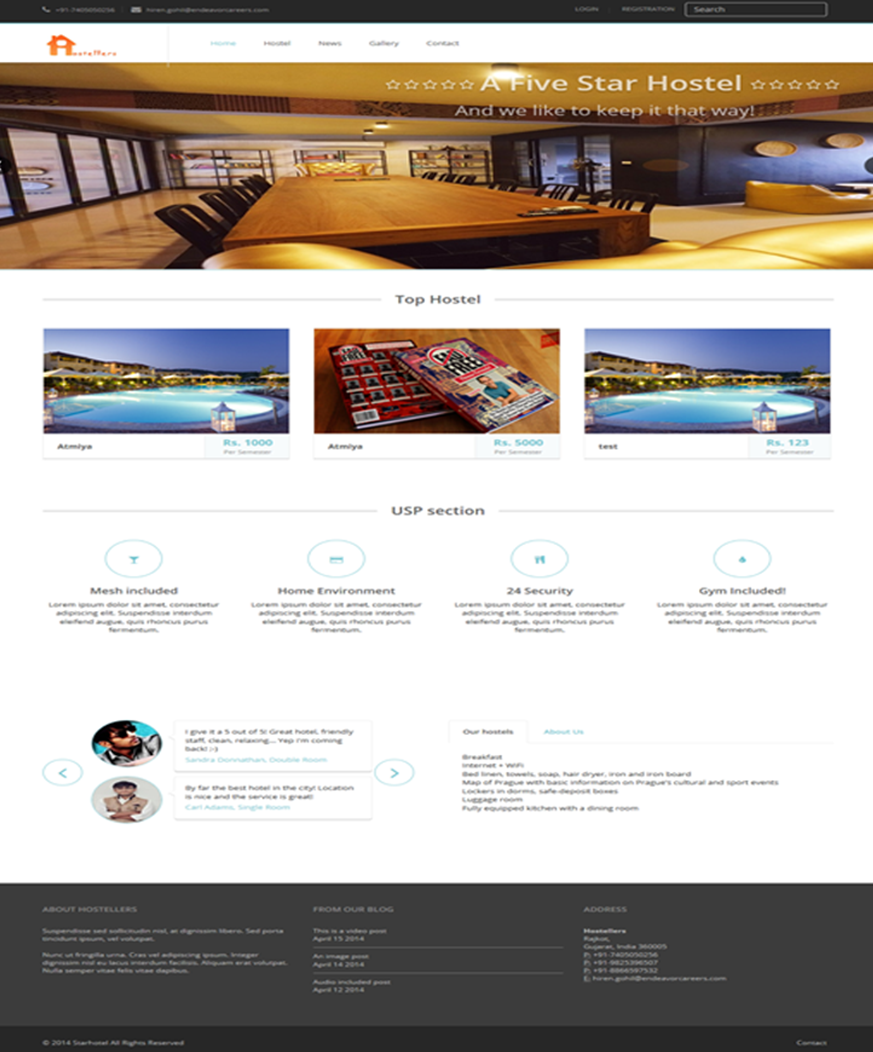 +91-7405050256
hiren.gohil@endeavorcareers.com
LOGIN
REGISTRATION
Search
Hostellers
Home
Hostel
News
Gallery
Contact
A Five Star Hostel
And we like to keep it that way!
Top Hostel
Atmiya
Rs. 1000
Per Semester
EAT
FREE
Atmiya
Rs. 5000
Per Semester
test
Rs. 123
Per Semester
USP section
Mesh included
Lorem ipsum dolor sit amet, consectetur
adipiscing elit. Suspendisse interdum
eleifend augue, quis rhoncus purus
fermentum.
Home Environment
Lorem ipsum dolor sit amet, consectetur
adipiscing elit. Suspendisse interdum
eleifend augue, quis rhoncus purus
fermentum.
24 Security
Lorem ipsum dolor sit amet, consectetur
adipiscing elit. Suspendisse interdum
eleifend augue, quis rhoncus purus
fermentum.
Gym Included!
Lorem ipsum dolor sit amet, consectetur
adipiscing elit. Suspendisse interdum
eleifend augue, quis rhoncus purus
fermentum.
I give it a 5 out of 5! Great hotel, friendly
staff, clean, relaxing... Yep I'm coming
back! ;-)
Sandra Donnathan, Double Room
By far the best hotel in the city! Location
is nice and the service is great!
Carl Adams, Single Room
Our hostels
About Us
Breakfast
Internet + WiFi
Bed linen, towels, soap, hair dryer, iron and iron board
Map of Prague with basic information on Prague's cultural and sport events
Lockers in dorms, safe-deposit boxes
Luggage room
Fully equipped kitchen with a dining room
ABOUT HOSTELLERS
Suspendisse sed sollicitudin nisl, at dignissim libero. Sed porta
tincidunt ipsum, vel volutpat.
Nunc ut fringilla urna. Cras vel adipiscing ipsum. Integer
dignissim nisl eu lacus interdum facilisis. Aliquam erat volutpat.
Nulla semper vitae felis vitae dapibus.
FROM OUR BLOG
This is a video post
April 15 2014
An image post
April 14 2014
Audio included post
April 12 2014
ADDRESS
Hostellers
Rajkot,
Gujarat, India 360005
P: +91-7405050256
P: +91-9825396507
P: +91-8866597532
E: hiren.gohil@endeavorcareers.com
© 2014 Starhotel All Rights Reserved
Contact